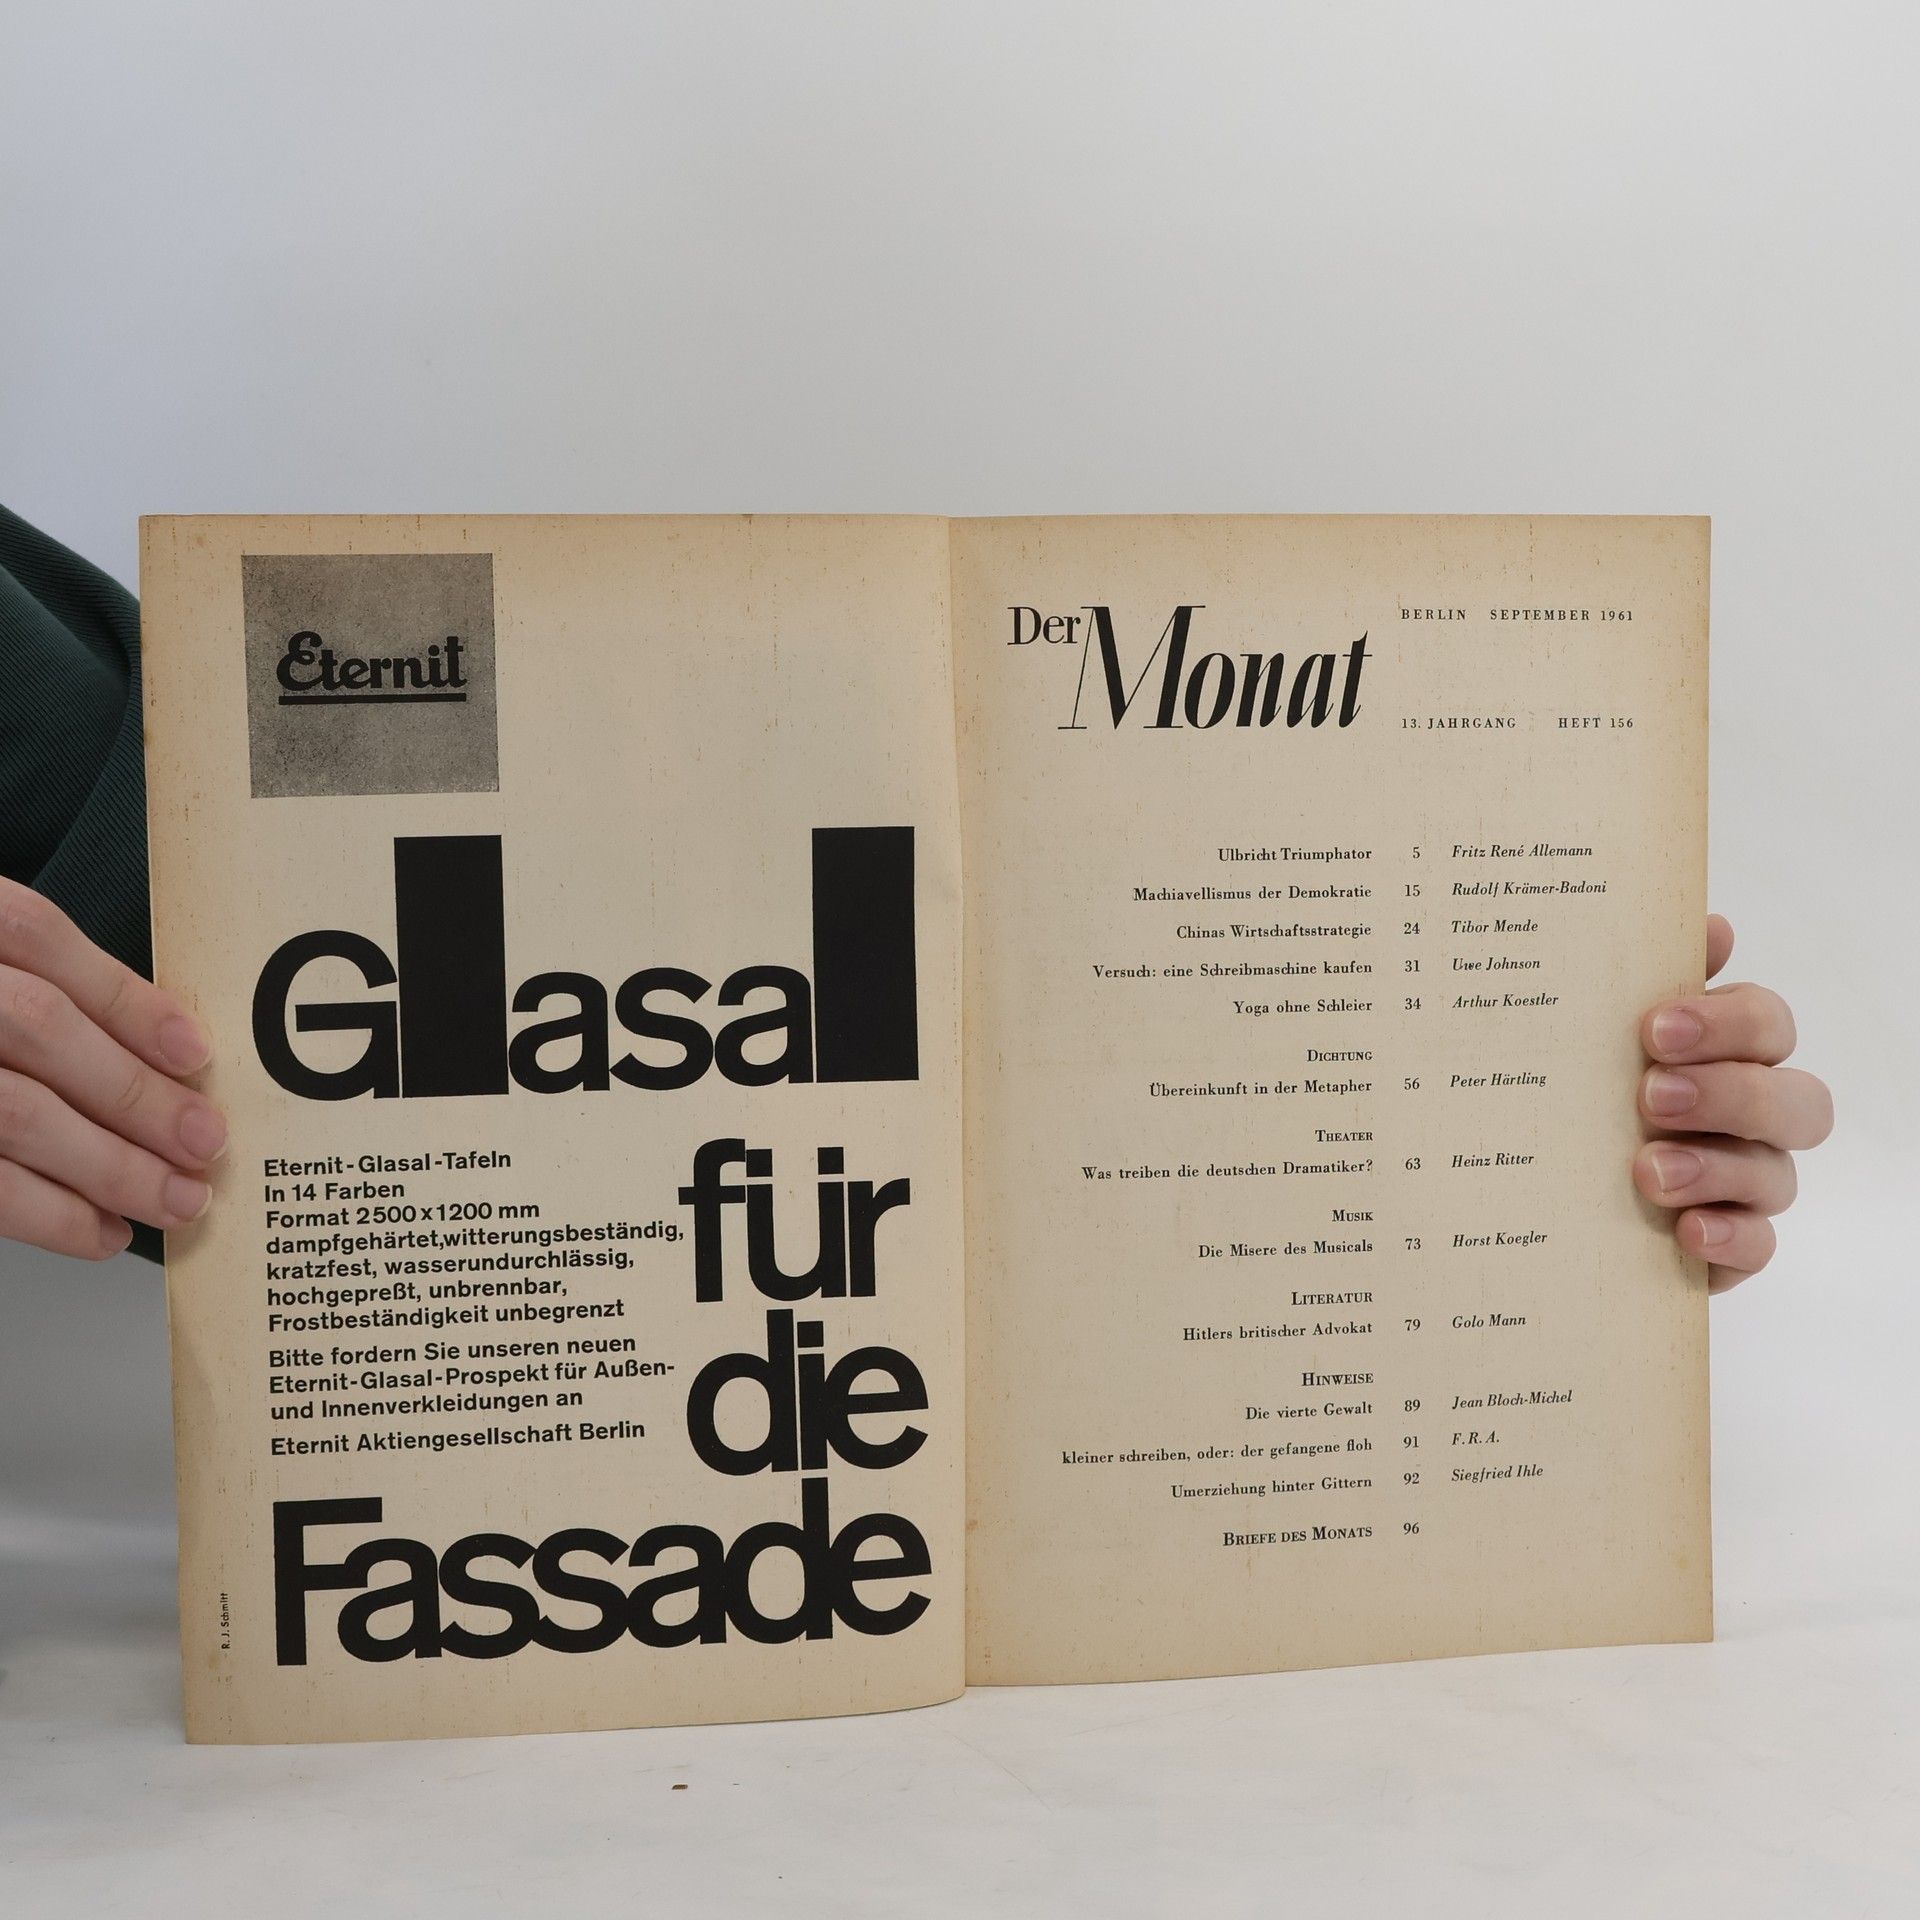 Eternit
Glasal
für
die
Fassade
Eternit-Glasal-Tafeln
In 14 Farben
Format 2500x1200 mm
dampfgehärtet,witterungsbeständig,
kratzfest, wasserundurchlässig,
hochgepreßt, unbrennbar,
Frostbeständigkeit unbegrenzt
Bitte fordern Sie unseren neuen
Eternit-Glasal-Prospekt für Außen-
und Innenverkleidungen an
Eternit Aktiengesellschaft Berlin
R. J. Schmitt
Der Monat
BERLIN SEPTEMBER 1961
13. JAHRGANG HEFT 156
Ulbricht Triumphator 5 Fritz René Allemann
Machiavellismus der Demokratie 15 Rudolf Krämer-Badoni
Chinas Wirtschaftsstrategie 24 Tibor Mende
Versuch: eine Schreibmaschine kaufen 31 Uwe Johnson
Yoga ohne Schleier 34 Arthur Koestler
DICHTUNG
Übereinkunft in der Metapher 56 Peter Härtling
THEATER
Was treiben die deutschen Dramatiker? 63 Heinz Ritter
MUSIK
Die Misere des Musicals 73 Horst Koegler
LITERATUR
Hitlers britischer Advokat 79 Golo Mann
HINWEISE
Die vierte Gewalt 89 Jean Bloch-Michel
kleiner schreiben, oder: der gefangene floh 91 F. R. A.
Umerziehung hinter Gittern 92 Siegfried Ihle
BRIEFE DES MONATS 96